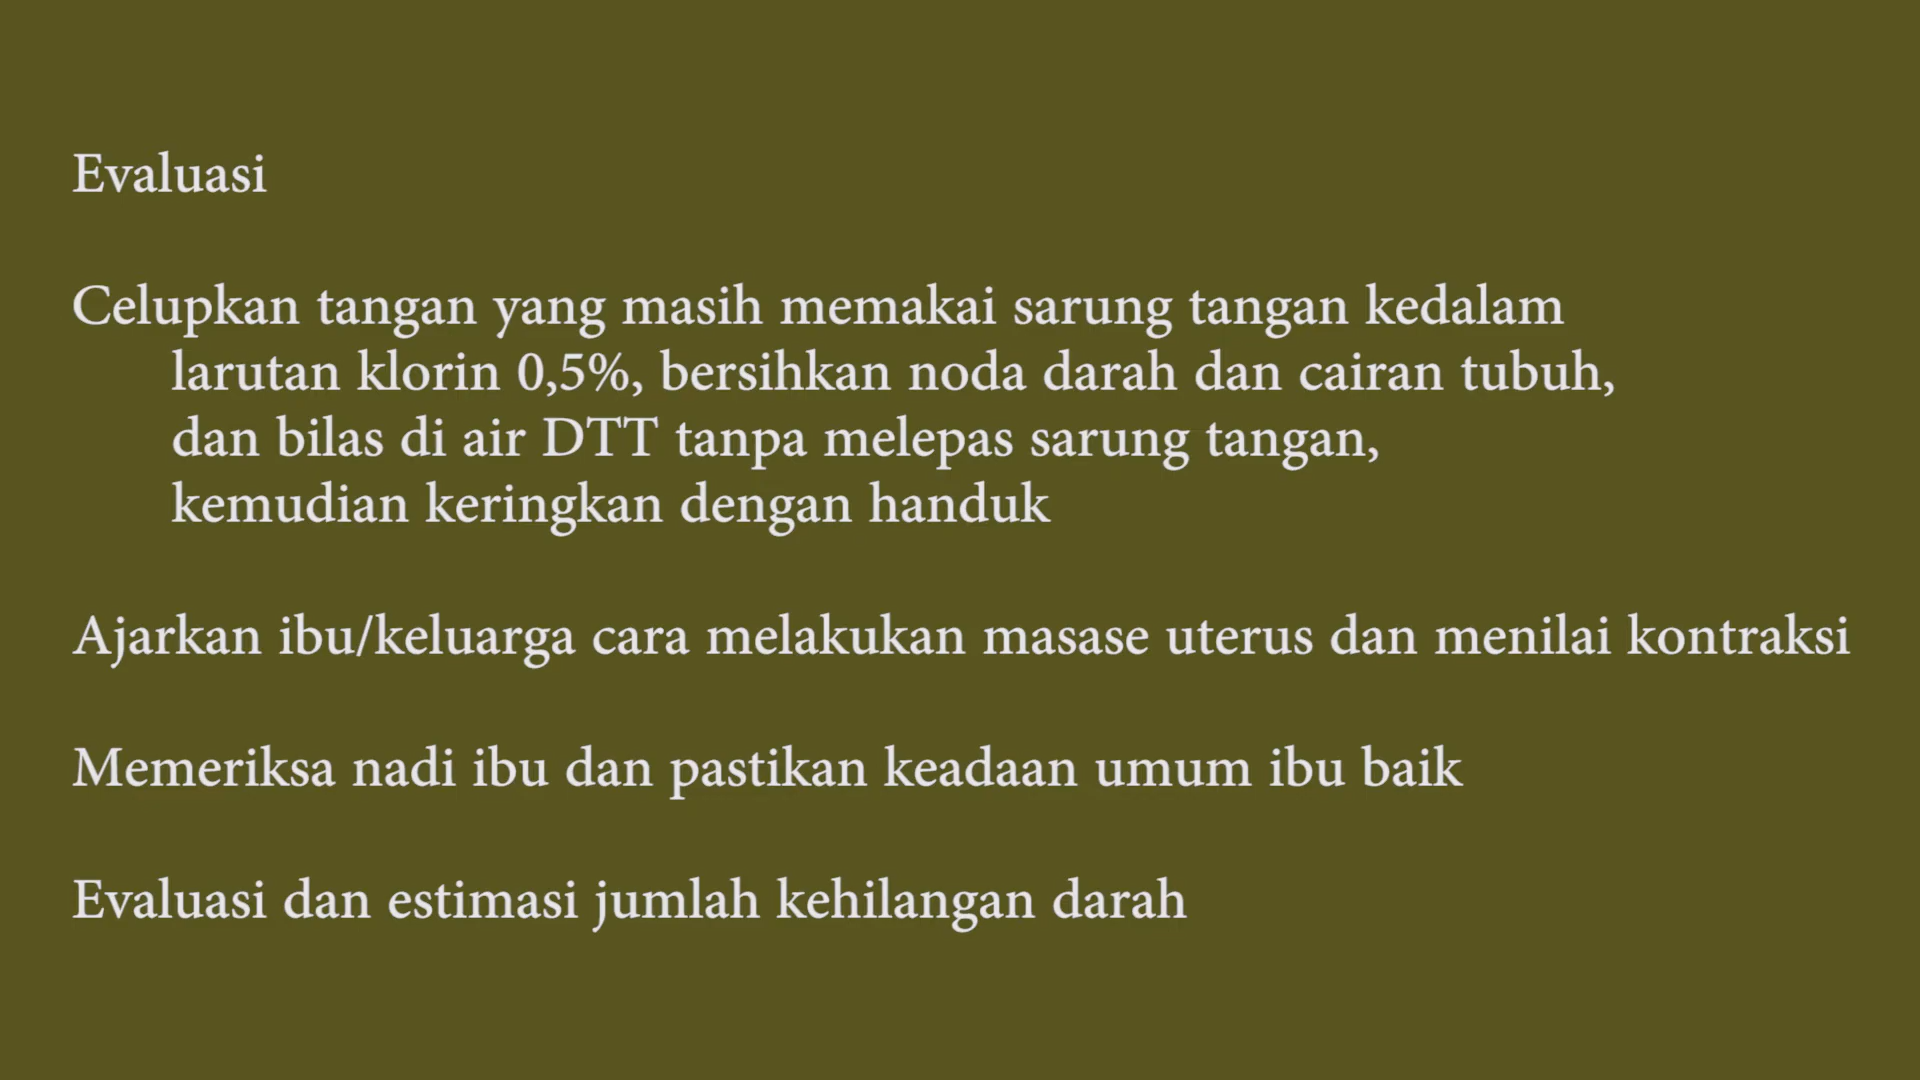 Evaluasi
Celupkan tangan yang masih memakai sarung tangan kedalam
larutan klorin 0,5%, bersihkan noda darah dan cairan tubuh,
dan bilas di air DTT tanpa melepas sarung tangan,
kemudian keringkan dengan handuk
Ajarkan ibu/keluarga cara melakukan masase uterus dan menilai kontraksi
Memeriksa nadi ibu dan pastikan keadaan umum ibu baik
Evaluasi dan estimasi jumlah kehilangan darah